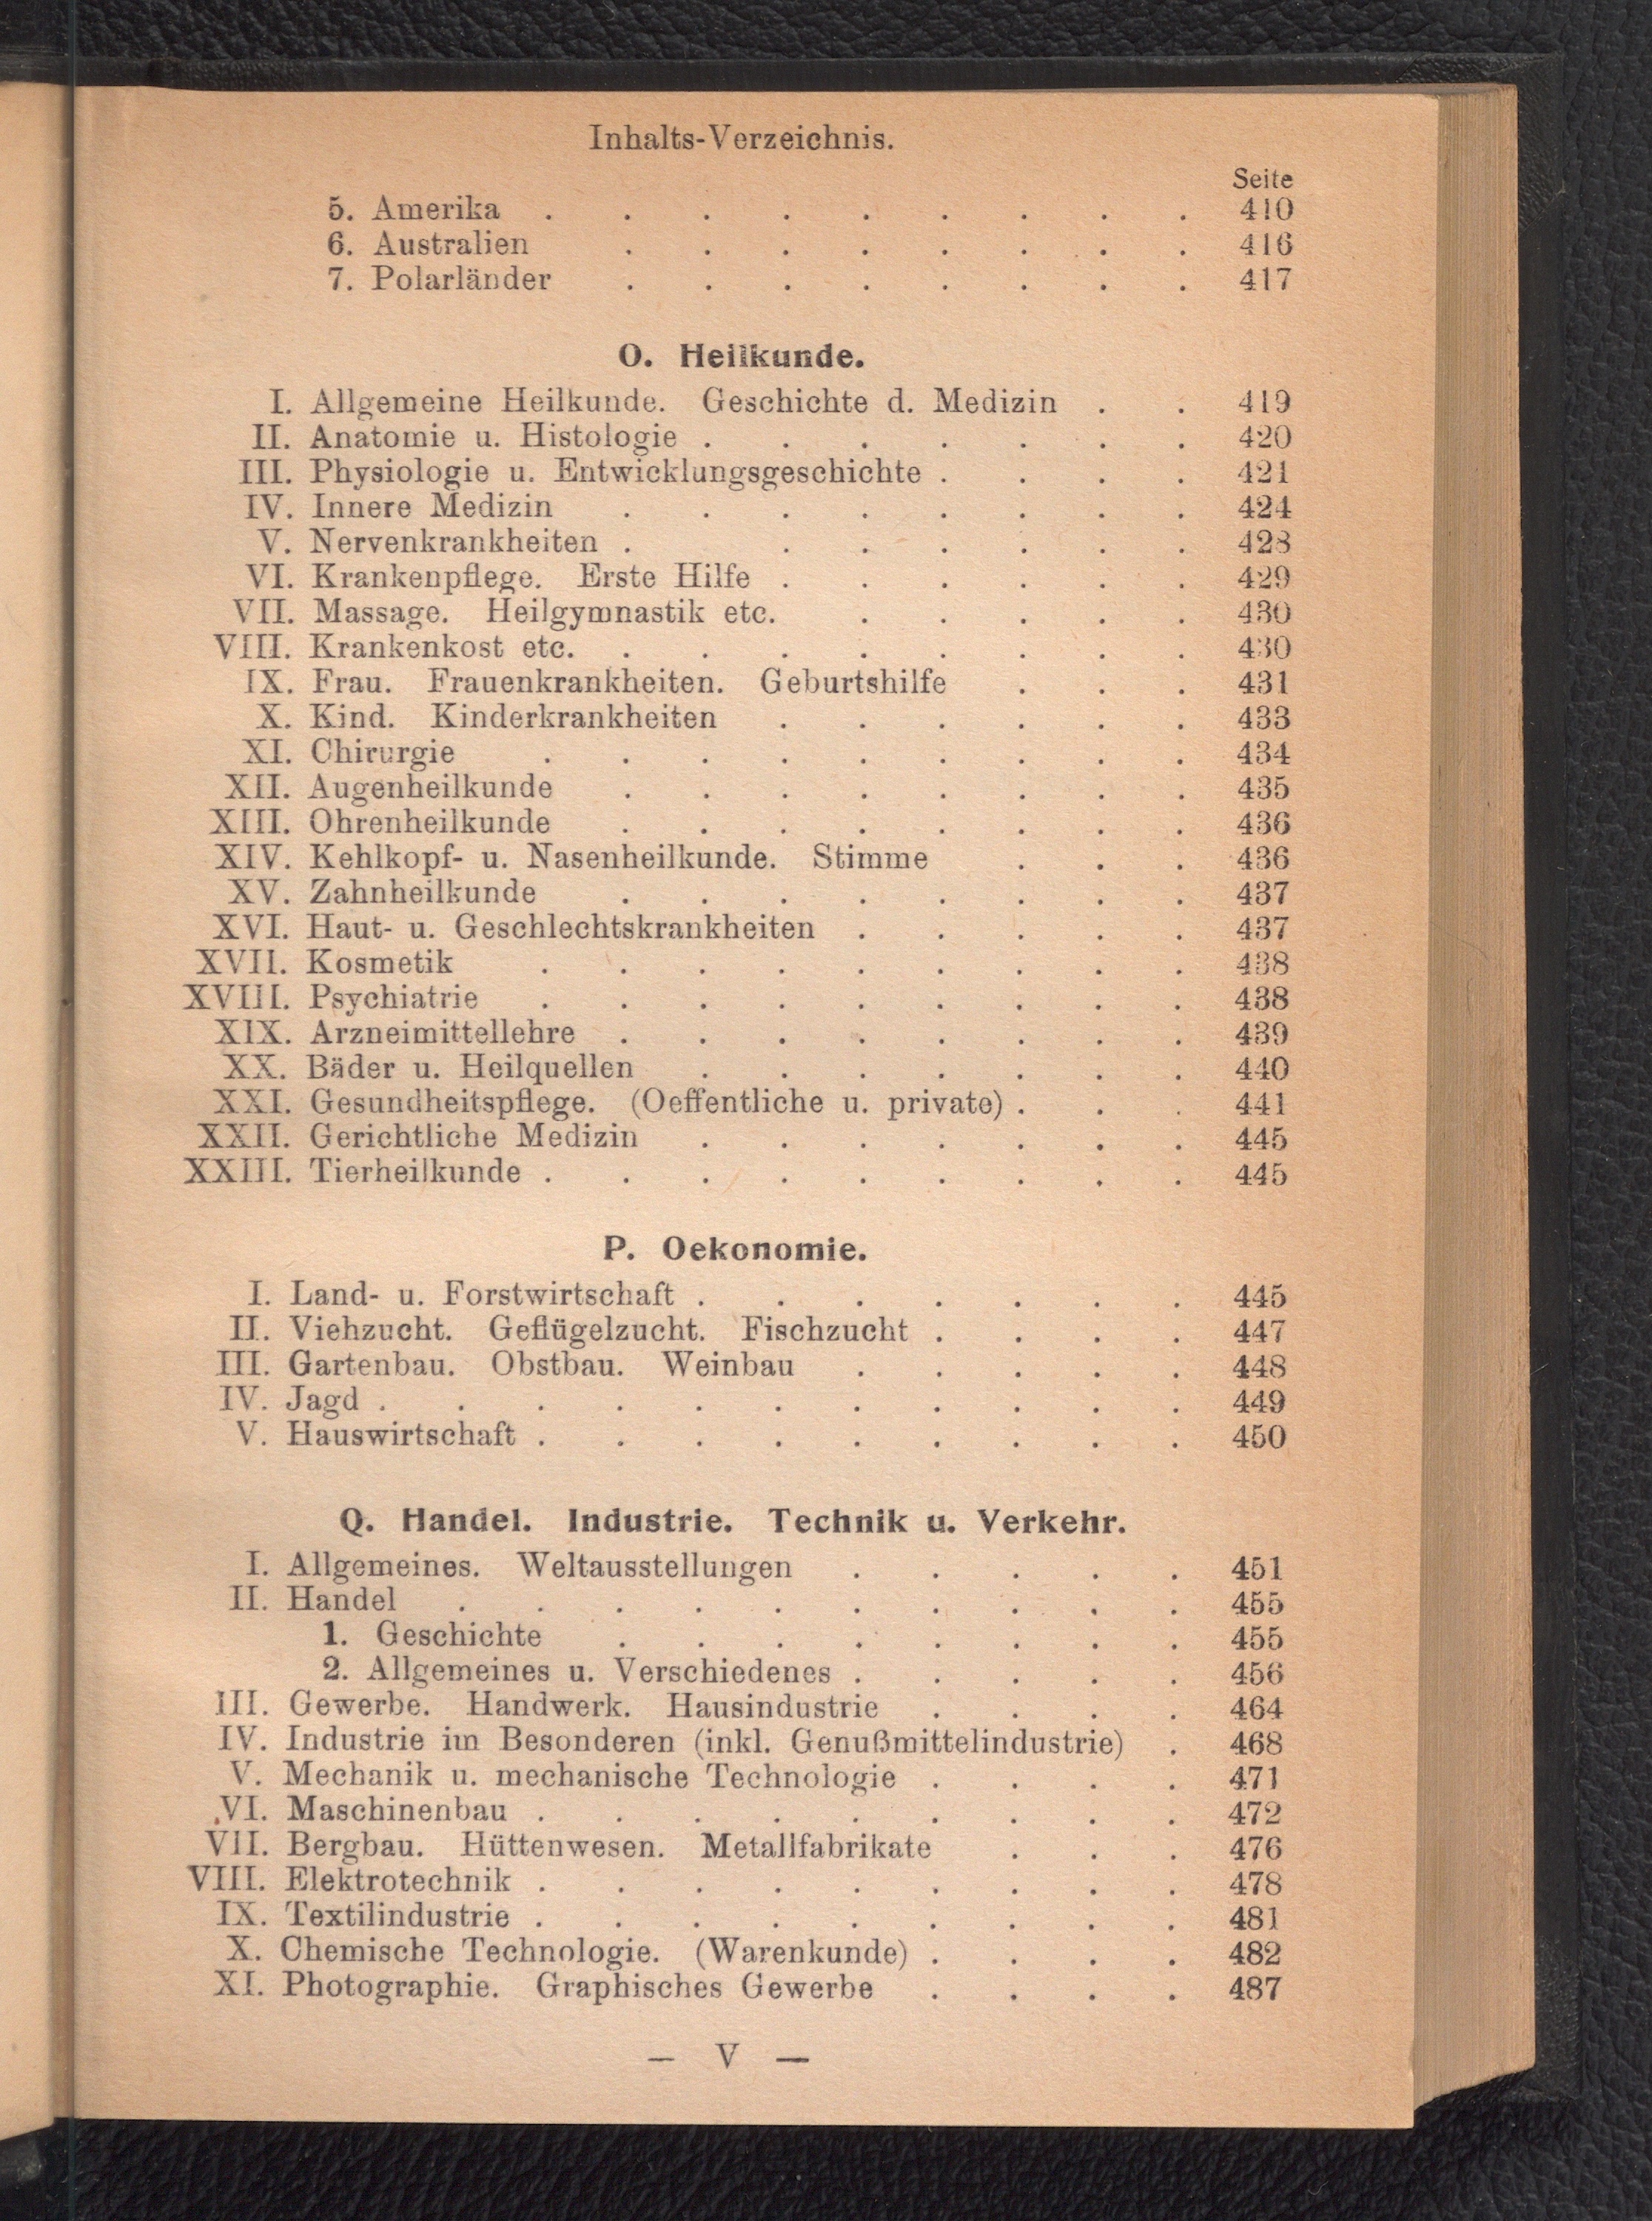 Inhalts-Verzeichnis.
Seite
5. Amerika . . . . . . . . . 410
6. Australien . . . . . . . . 416
7. Polarländer . . . . . . . . 417
O. Heilkunde.
I. Allgemeine Heilkunde. Geschichte d. Medizin . . 419
II. Anatomie u. Histologie . . . . . . . 420
III. Physiologie u. Entwicklungsgeschichte . . . . 421
IV. Innere Medizin . . . . . . . . 424
V. Nervenkrankheiten . . . . . . . 428
VI. Krankenpflege. Erste Hilfe . . . . . . 429
VII. Massage. Heilgymnastik etc. . . . . . 430
VIII. Krankenkost etc. . . . . . . . . 430
IX. Frau. Frauenkrankheiten. Geburtshilfe . . . 431
X. Kind. Kinderkrankheiten . . . . . . 433
XI. Chirurgie . . . . . . . . . 434
XII. Augenheilkunde . . . . . . . . 435
XIII. Ohrenheilkunde . . . . . . . . 436
XIV. Kehlkopf- u. Nasenheilkunde. Stimme . . . 436
XV. Zahnheilkunde . . . . . . . . 437
XVI. Haut- u. Geschlechtskrankheiten . . . . . 437
XVII. Kosmetik . . . . . . . . . 438
XVIII. Psychiatrie . . . . . . . . . 438
XIX. Arzneimittellehre . . . . . . . . 439
XX. Bäder u. Heilquellen . . . . . . . 440
XXI. Gesundheitspflege. (Oeffentliche u. private) . . . 441
XXII. Gerichtliche Medizin . . . . . . . 445
XXIII. Tierheilkunde . . . . . . . . . 445
P. Oekonomie.
I. Land- u. Forstwirtschaft . . . . . . . 445
II. Viehzucht. Geflügelzucht. Fischzucht . . . . 447
III. Gartenbau. Obstbau. Weinbau . . . . . 448
IV. Jagd . . . . . . . . . . . 449
V. Hauswirtschaft . . . . . . . . . 450
Q. Handel. Industrie. Technik u. Verkehr.
I. Allgemeines. Weltausstellungen . . . . . 451
II. Handel . . . . . . . . . . 455
1. Geschichte . . . . . . . . 455
2. Allgemeines u. Verschiedenes . . . . . 456
III. Gewerbe. Handwerk. Hausindustrie . . . . 464
IV. Industrie im Besonderen (inkl. Genußmittelindustrie) . 468
V. Mechanik u. mechanische Technologie . . . . 471
VI. Maschinenbau . . . . . . . . . 472
VII. Bergbau. Hüttenwesen. Metallfabrikate . . . 476
VIII. Elektrotechnik . . . . . . . . . 478
IX. Textilindustrie . . . . . . . . . 481
X. Chemische Technologie. (Warenkunde) . . . . 482
XI. Photographie. Graphisches Gewerbe . . . . 487
— V —